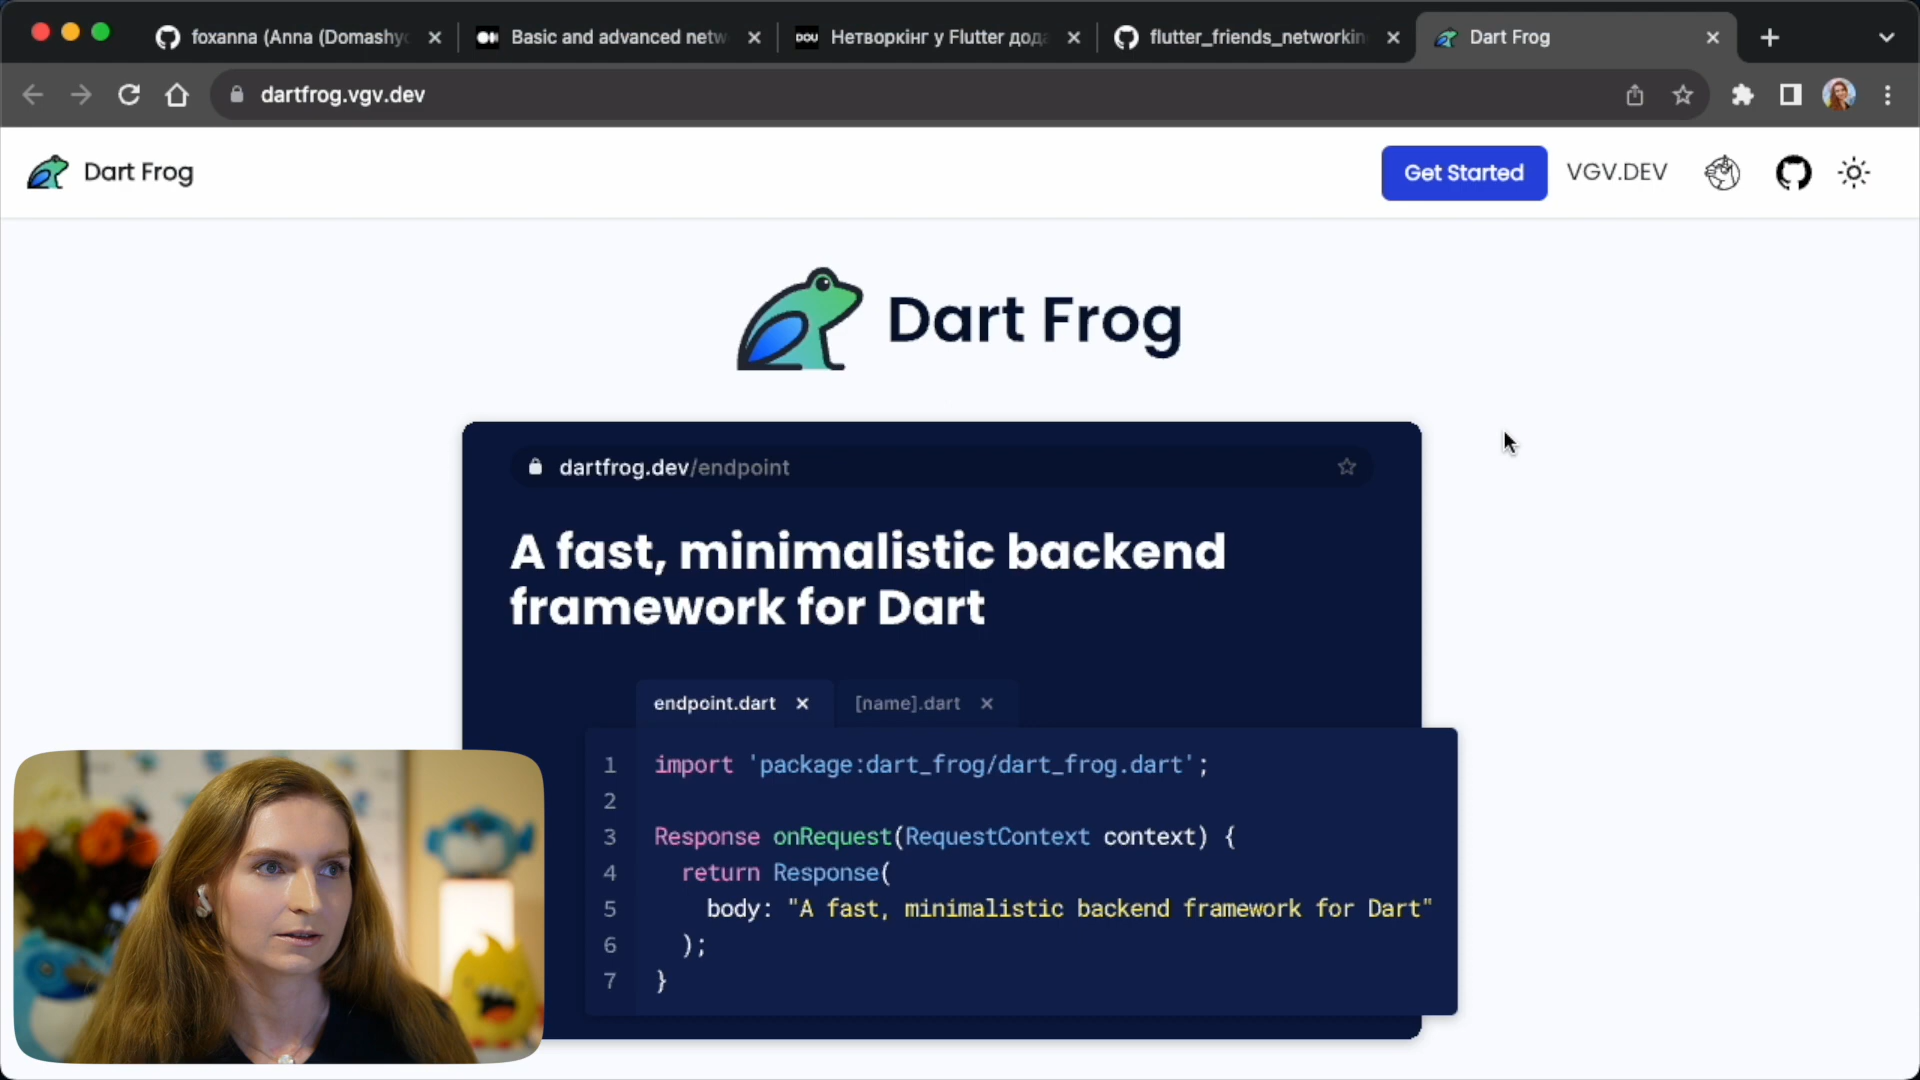 foxanna (Anna (Domashyc
Basic and advanced netw
DOU
Нетворкінг у Flutter дода
flutter_friends_networkin
Dart Frog
dartfrog.vgv.dev
Dart Frog
Get Started
VGV.DEV
Dart Frog
dartfrog.dev/endpoint
A fast, minimalistic backend
framework for Dart
endpoint.dart
[name].dart
1 import 'package:dart_frog/dart_frog.dart';
2
3 Response onRequest(RequestContext context) {
4 return Response(
5 body: "A fast, minimalistic backend framework for Dart"
6 );
7 }